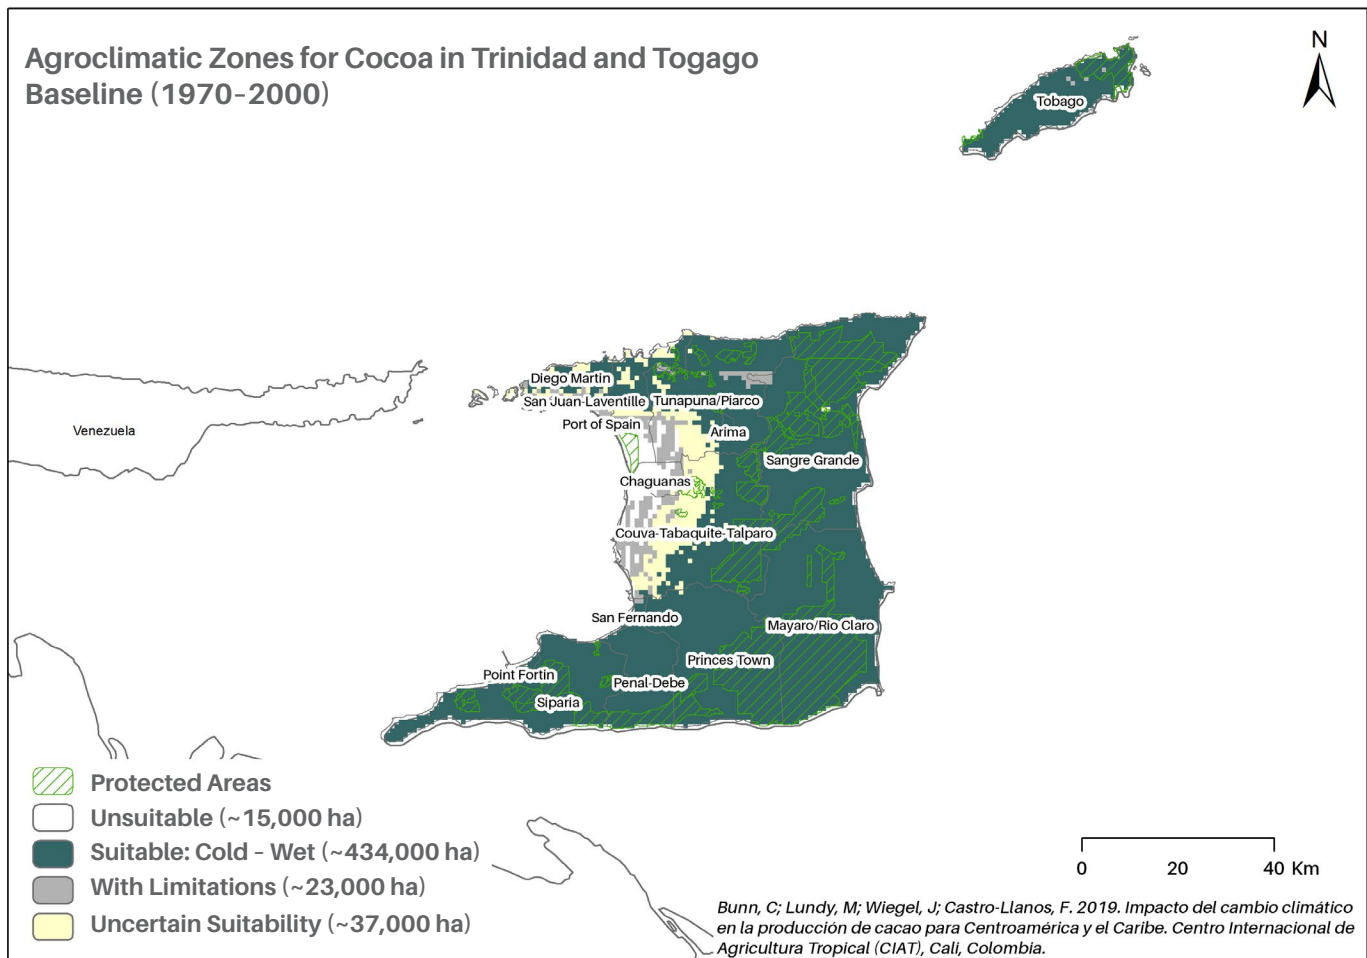 Agroclimatic Zones for Cocoa in Trinidad and Togago
Baseline (1970–2000)
N
Tobago
Diego Martin
San Juan-Laventille
Tunapuna/Piarco
Port of Spain
Arima
Venezuela
Sangre Grande
Chaguanas
Couva-Tabaquite-Talparo
San Fernando
Mayaro/Rio Claro
Princes Town
Point Fortin
Penal-Debe
Siparia
Protected Areas
Unsuitable (~15,000 ha)
Suitable: Cold – Wet (~434,000 ha)
With Limitations (~23,000 ha)
Uncertain Suitability (~37,000 ha)
0 20 40 Km
Bunn, C; Lundy, M; Wiegel, J; Castro-Llanos, F. 2019. Impacto del cambio climático
en la producción de cacao para Centroamérica y el Caribe. Centro Internacional de
Agricultura Tropical (CIAT), Cali, Colombia.